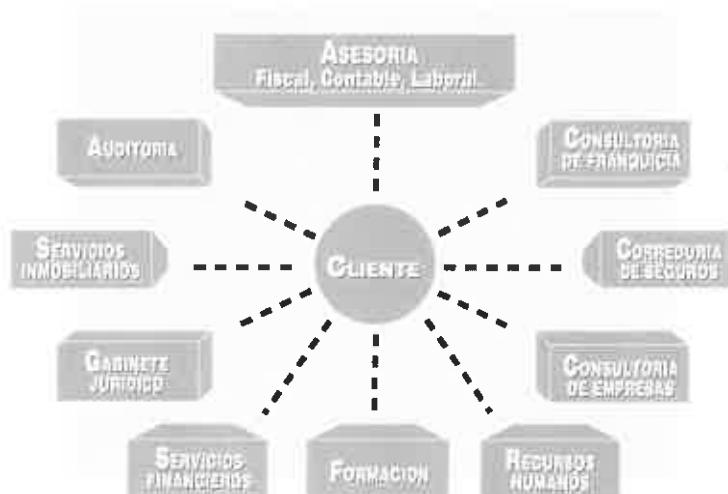 ASESORIA
Fiscal, Contable, Laboral
AUDITORIA
CONSULTORIA
DE FRANQUICIA
SERVICIOS
INMOBILIARIOS
CLIENTE
CORREDURIA
DE SEGUROS
GABINETE
JURIDICO
CONSULTORIA
DE EMPRESAS
SERVICIOS
FINANCIEROS
FORMACION
RECURSOS
HUMANOS